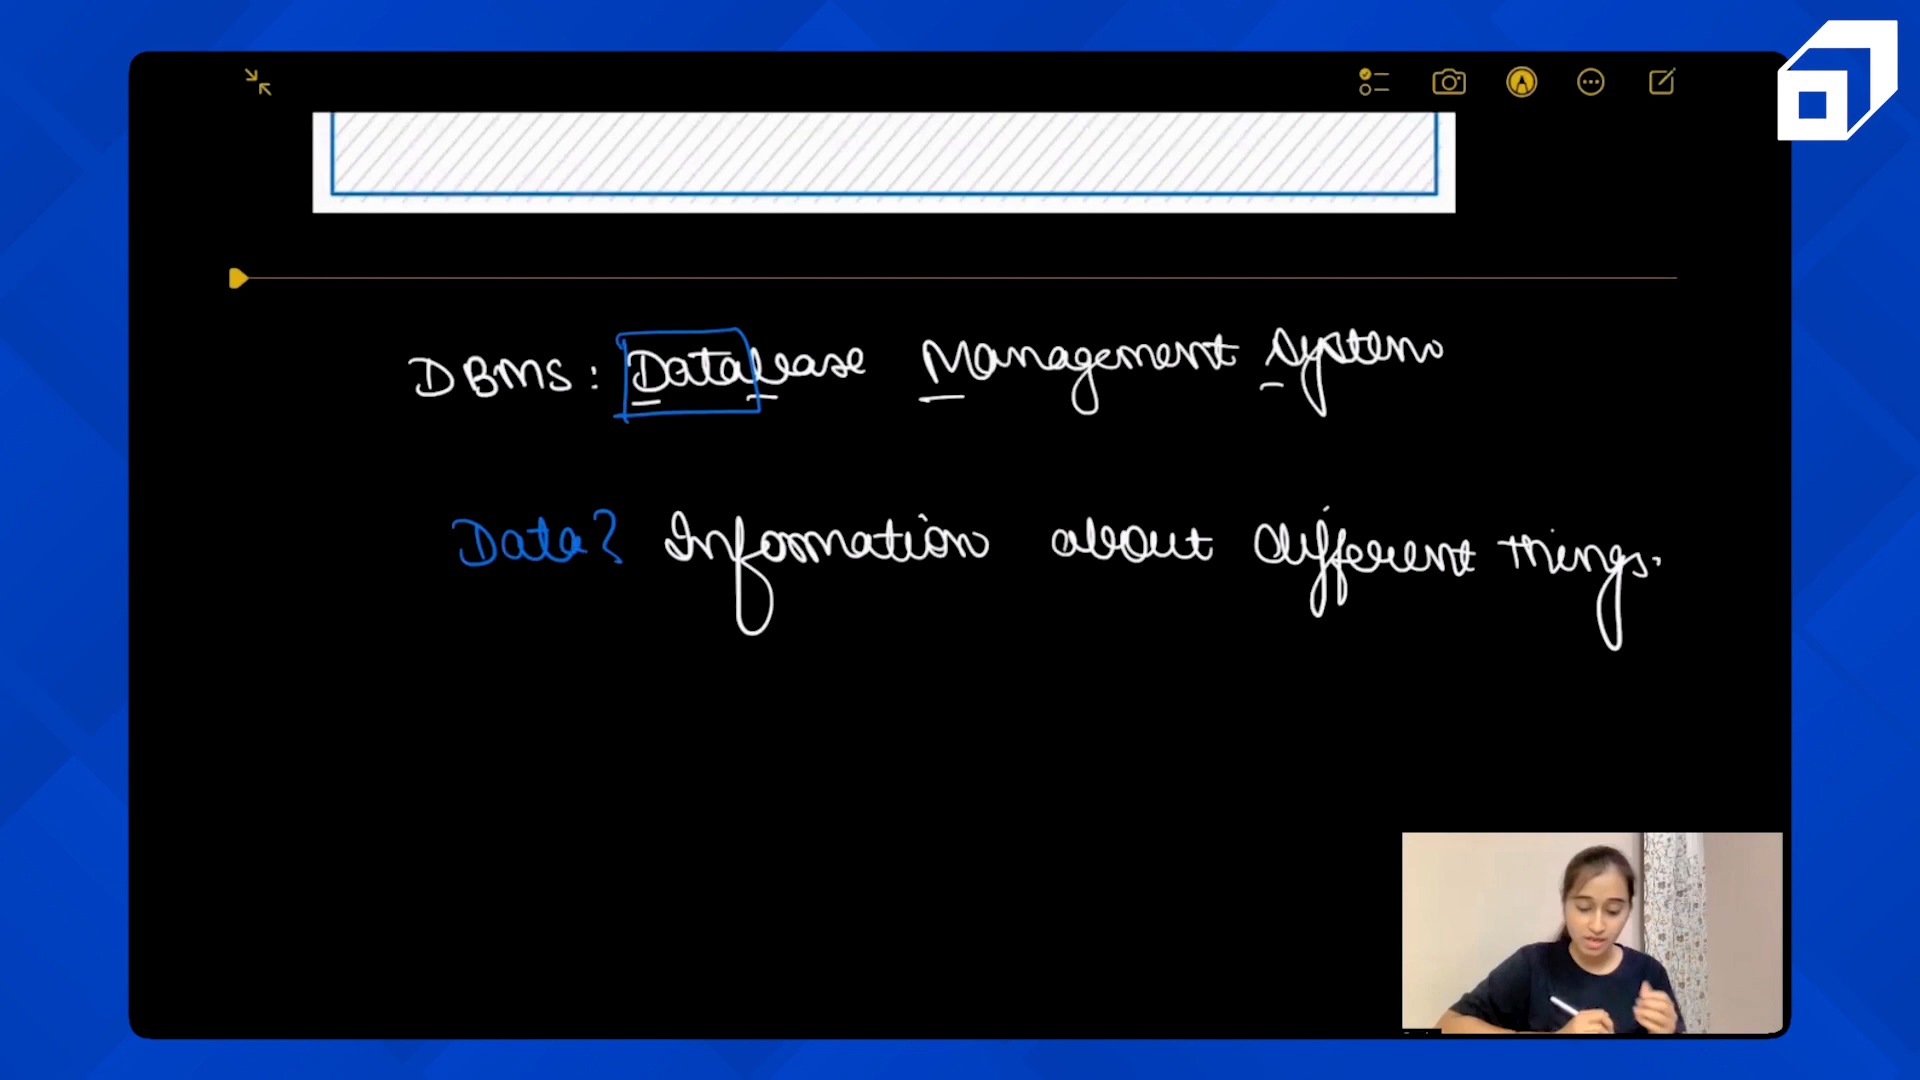 DBMS: Database Management System
Data? Information about different things.